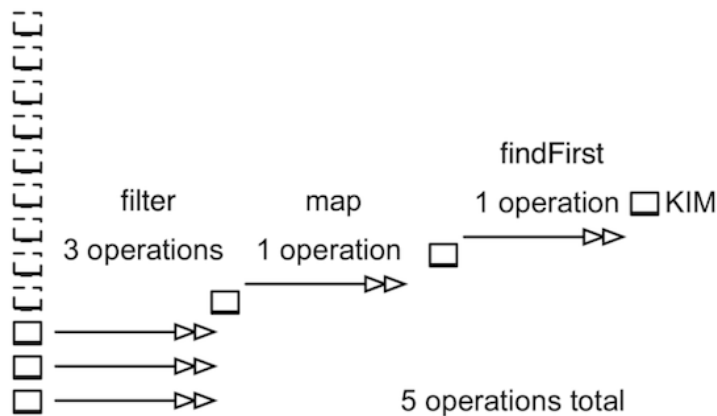 findFirst
filter map 1 operation KIM
3 operations 1 operation
5 operations total